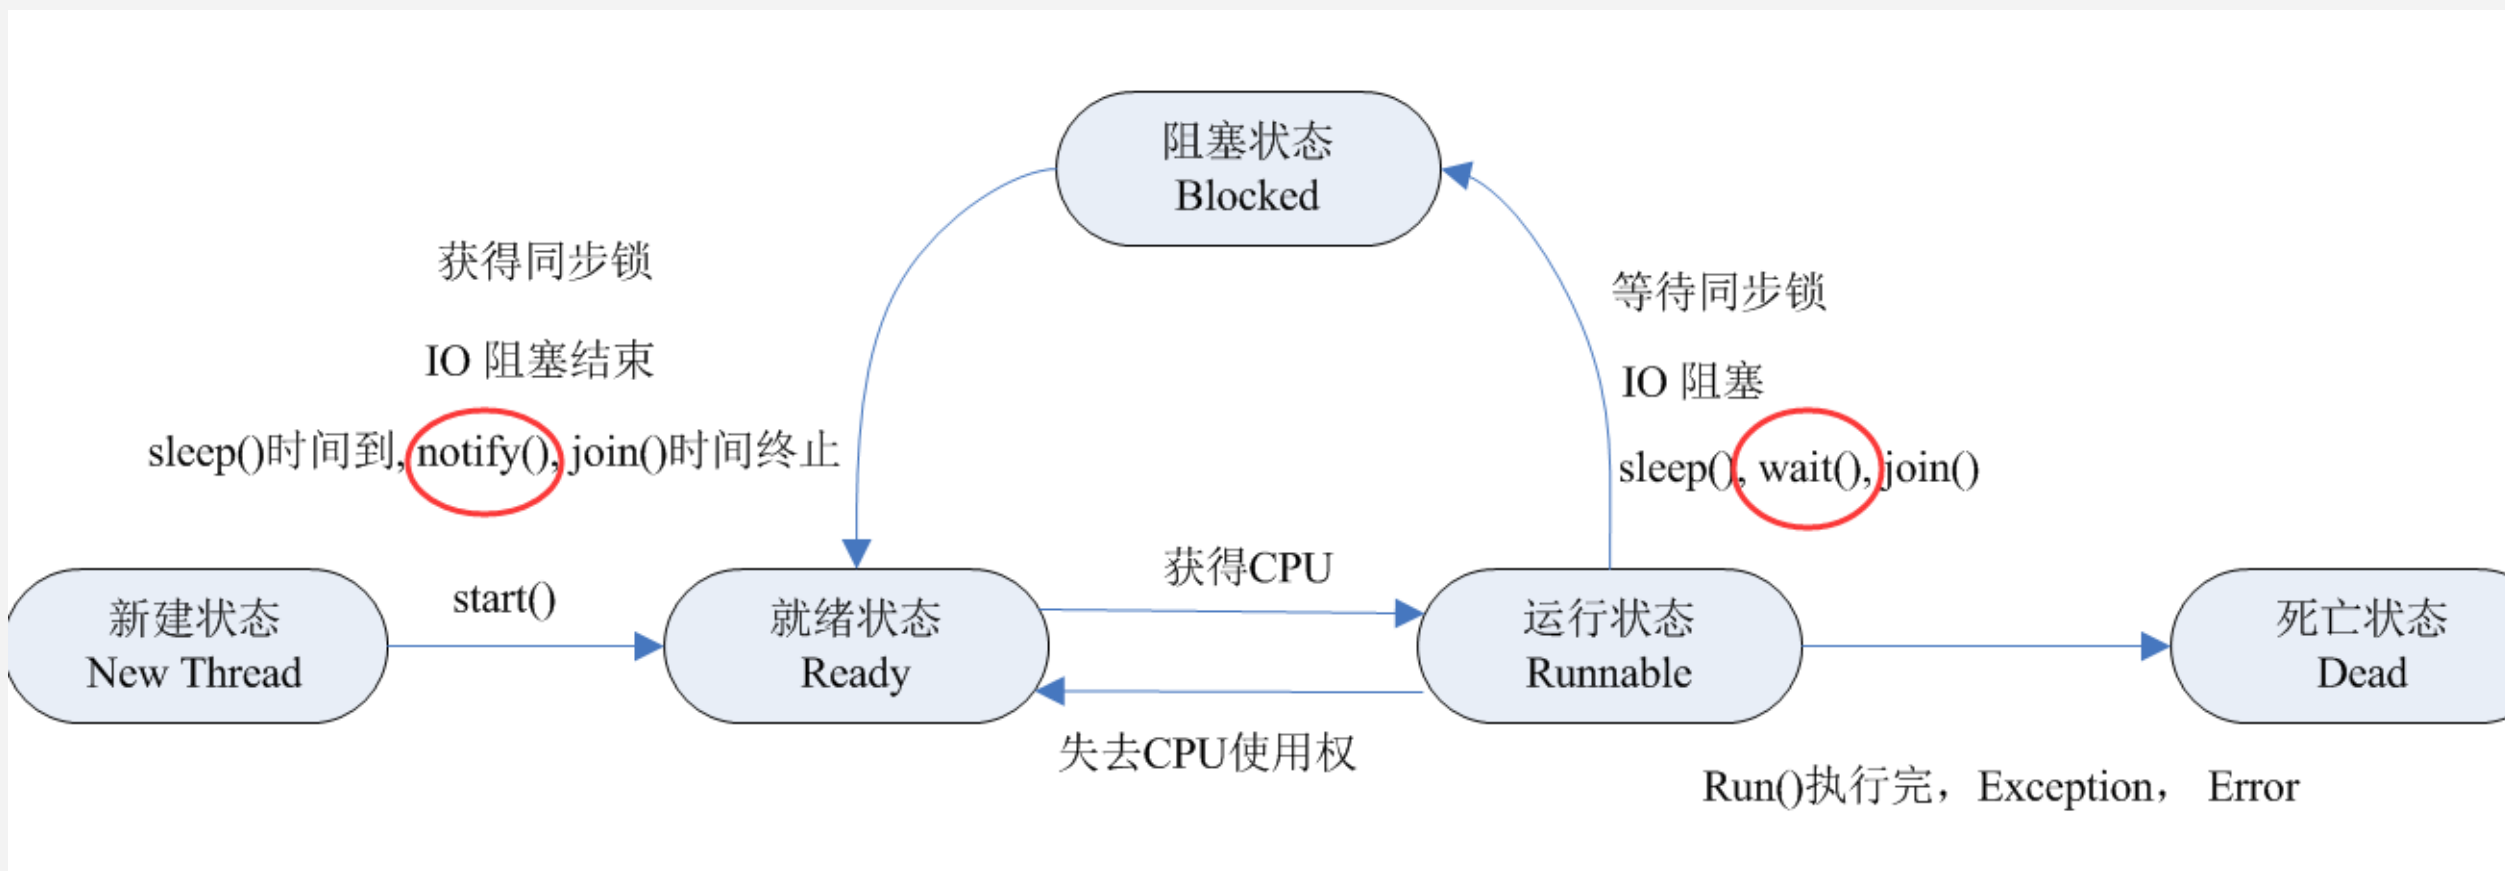 阻塞状态
Blocked
获得同步锁
IO 阻塞结束
sleep()时间到, notify(), join()时间终止
等待同步锁
IO 阻塞
sleep(), wait(), join()
新建状态
New Thread
start()
就绪状态
Ready
获得CPU
失去CPU使用权
运行状态
Runnable
Run()执行完，Exception， Error
死亡状态
Dead